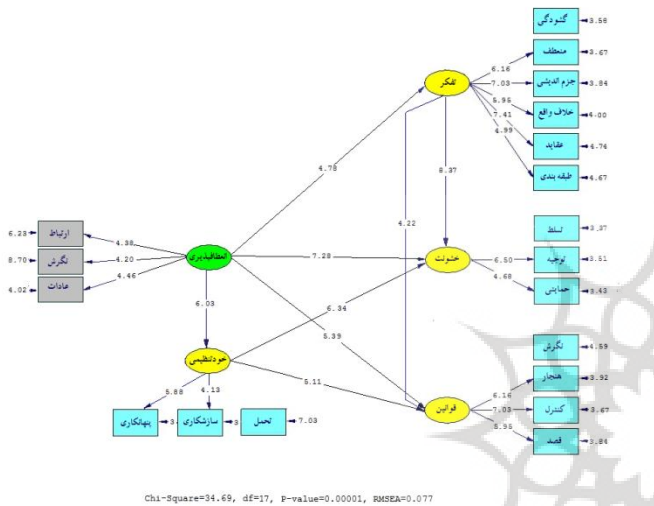 گشودگی
3.58
منعطف
3.67
6.16
تفکر
جزم اندیشی
3.84
7.03
5.95
خلاف واقع
4.00
7.41
4.99
عقاید
4.74
4.78
طبقه بندی
4.67
8.37
4.22
6.23
ارتباط
4.38
تسلط
3.37
8.70
نگرش
4.20
انعطافپذیری
7.28
خشونت
6.50
توجیه
3.51
4.02
عادات
4.46
4.68
حمایتی
3.43
6.03
6.34
5.39
نگرش
4.59
خودتنظیمی
5.11
6.16
هنجار
3.92
5.88
4.13
قوانین
7.03
کنترل
3.67
پنهانکاری
سازشکاری
تحمل
7.03
5.95
قصد
3.84
Chi-Square=34.69, df=17, P-value=0.00001, RMSEA=0.077